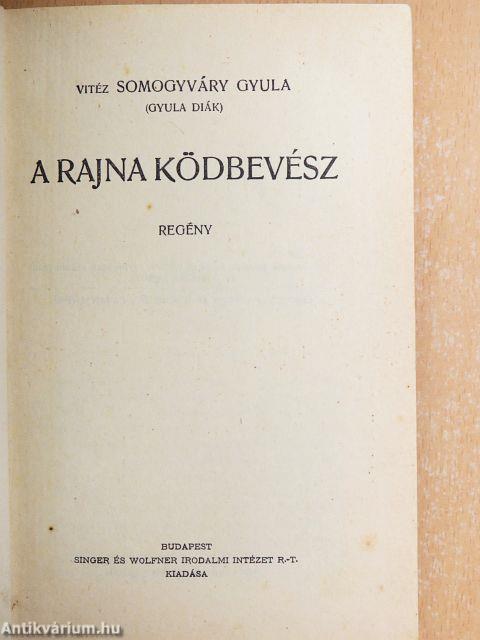 VITÉZ SOMOGYVÁRY GYULA
(GYULA DIÁK)
A RAJNA KÖDBEVÉSZ
REGÉNY
BUDAPEST
SINGER ÉS WOLFNER IRODALMI INTÉZET R.-T.
KIADÁSA
Antikvárium.hu